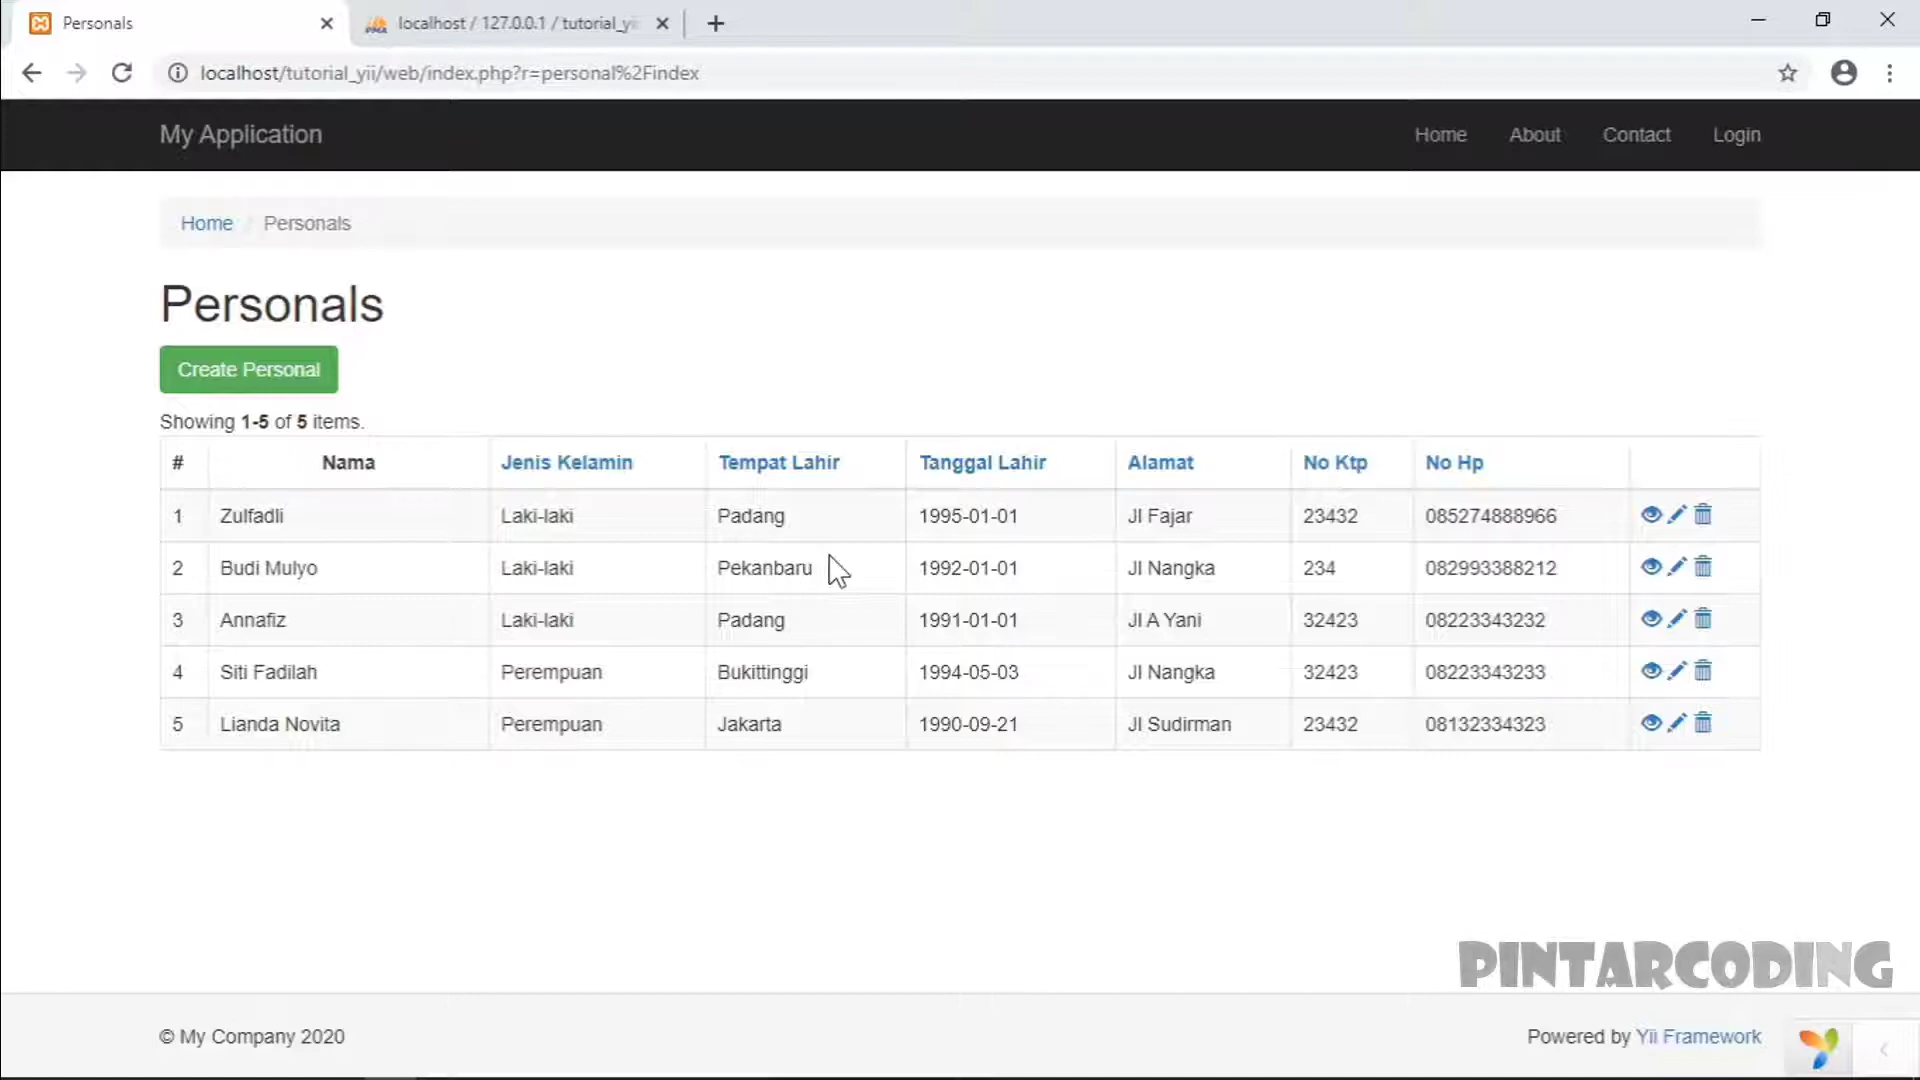 Personals
localhost / 127.0.0.1 / tutorial_yi
localhost/tutorial_yii/web/index.php?r=personal%2Findex
My Application Home About Contact Login
Home / Personals
Personals
Create Personal
Showing 1-5 of 5 items.
# Nama Jenis Kelamin Tempat Lahir Tanggal Lahir Alamat No Ktp No Hp
1 Zulfadli Laki-laki Padang 1995-01-01 Jl Fajar 23432 085274888966
2 Budi Mulyo Laki-laki Pekanbaru 1992-01-01 Jl Nangka 234 082993388212
3 Annafiz Laki-laki Padang 1991-01-01 Jl A Yani 32423 08223343232
4 Siti Fadilah Perempuan Bukittinggi 1994-05-03 Jl Nangka 32423 08223343233
5 Lianda Novita Perempuan Jakarta 1990-09-21 Jl Sudirman 23432 08132334323
PINTARCODING
© My Company 2020 Powered by Yii Framework